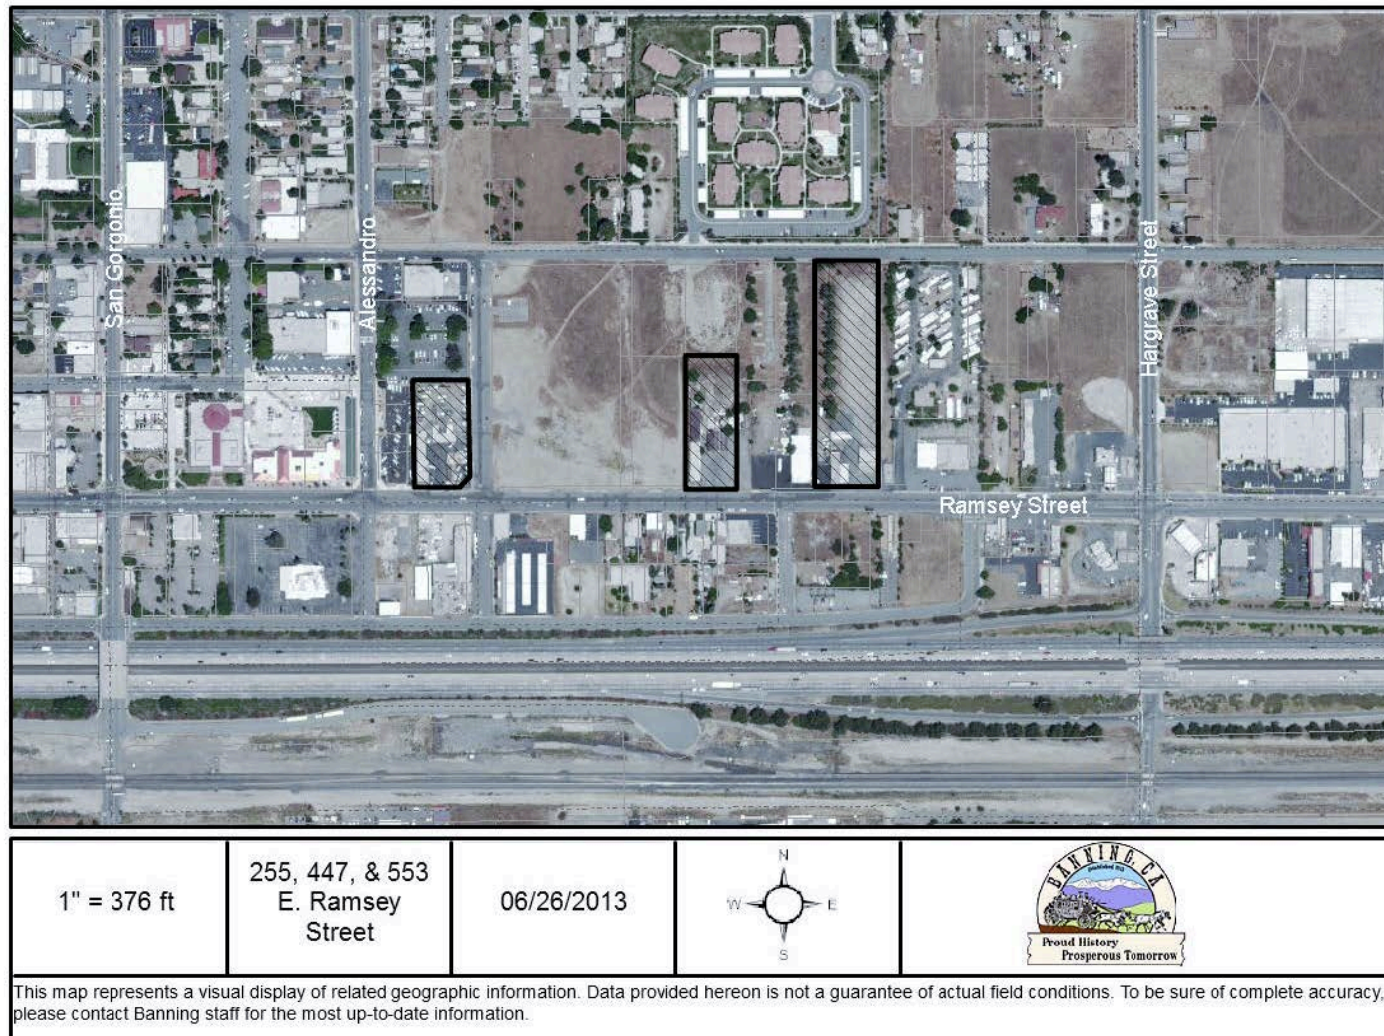 San Gorgonio
Alessandro
Hargrave Street
Ramsey Street
1" = 376 ft
255, 447, & 553
E. Ramsey
Street
06/26/2013
N
W E
S
BANNING, CA
Established 1913
Proud History
Prosperous Tomorrow
This map represents a visual display of related geographic information. Data provided hereon is not a guarantee of actual field conditions. To be sure of complete accuracy,
please contact Banning staff for the most up-to-date information.